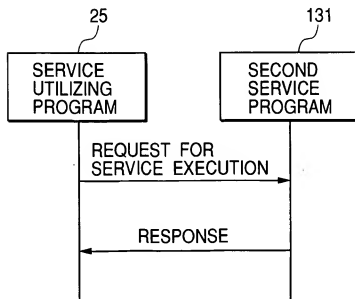 25
131
SERVICE
UTILIZING
PROGRAM
SECOND
SERVICE
PROGRAM
REQUEST FOR
SERVICE EXECUTION
RESPONSE